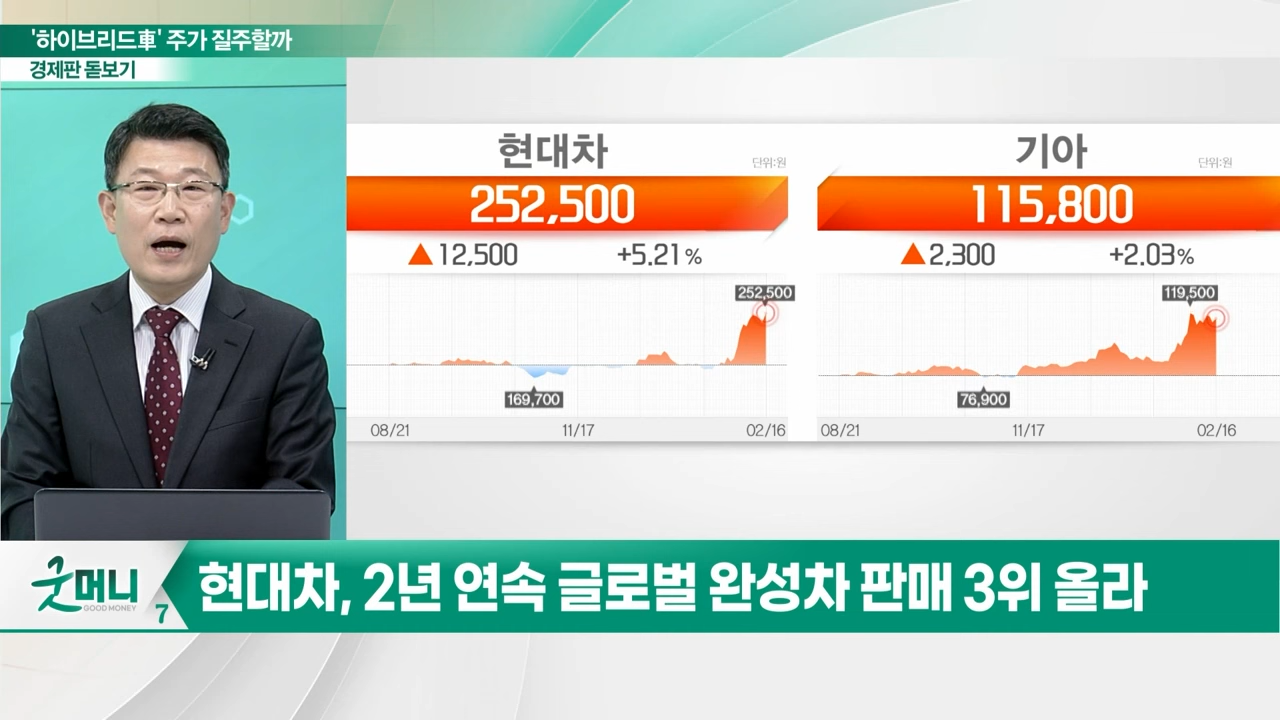 '하이브리드車' 주가 질주할까
경제판 돋보기
현대차
단위:원
252,500
▲ 12,500 +5.21%
252,500
169,700
08/21 11/17 02/16
기아
단위:원
115,800
▲ 2,300 +2.03%
119,500
76,900
08/21 11/17 02/16
굿머니
GOOD MONEY
7
현대차, 2년 연속 글로벌 완성차 판매 3위 올라